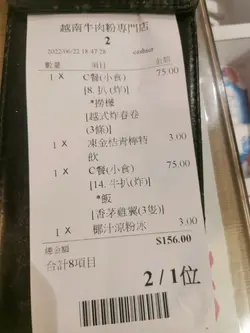 越南牛肉粉專門店
2
2022/06/22 18:47:28 cashier
數量 項目 金額
1 X C餐(小食) 75.00
[8. 扒(炸)]
*撈檬
[越式炸春卷
(3條)]
1 X 凍金桔青檸特 3.00
飲
1 X C餐(小食) 75.00
[14. 牛扒(炸)]
*飯
[香茅雞翼(3隻)]
1 X 椰汁涼粉冰 3.00
總金額 $156.00
合計8項目
2 / 1位